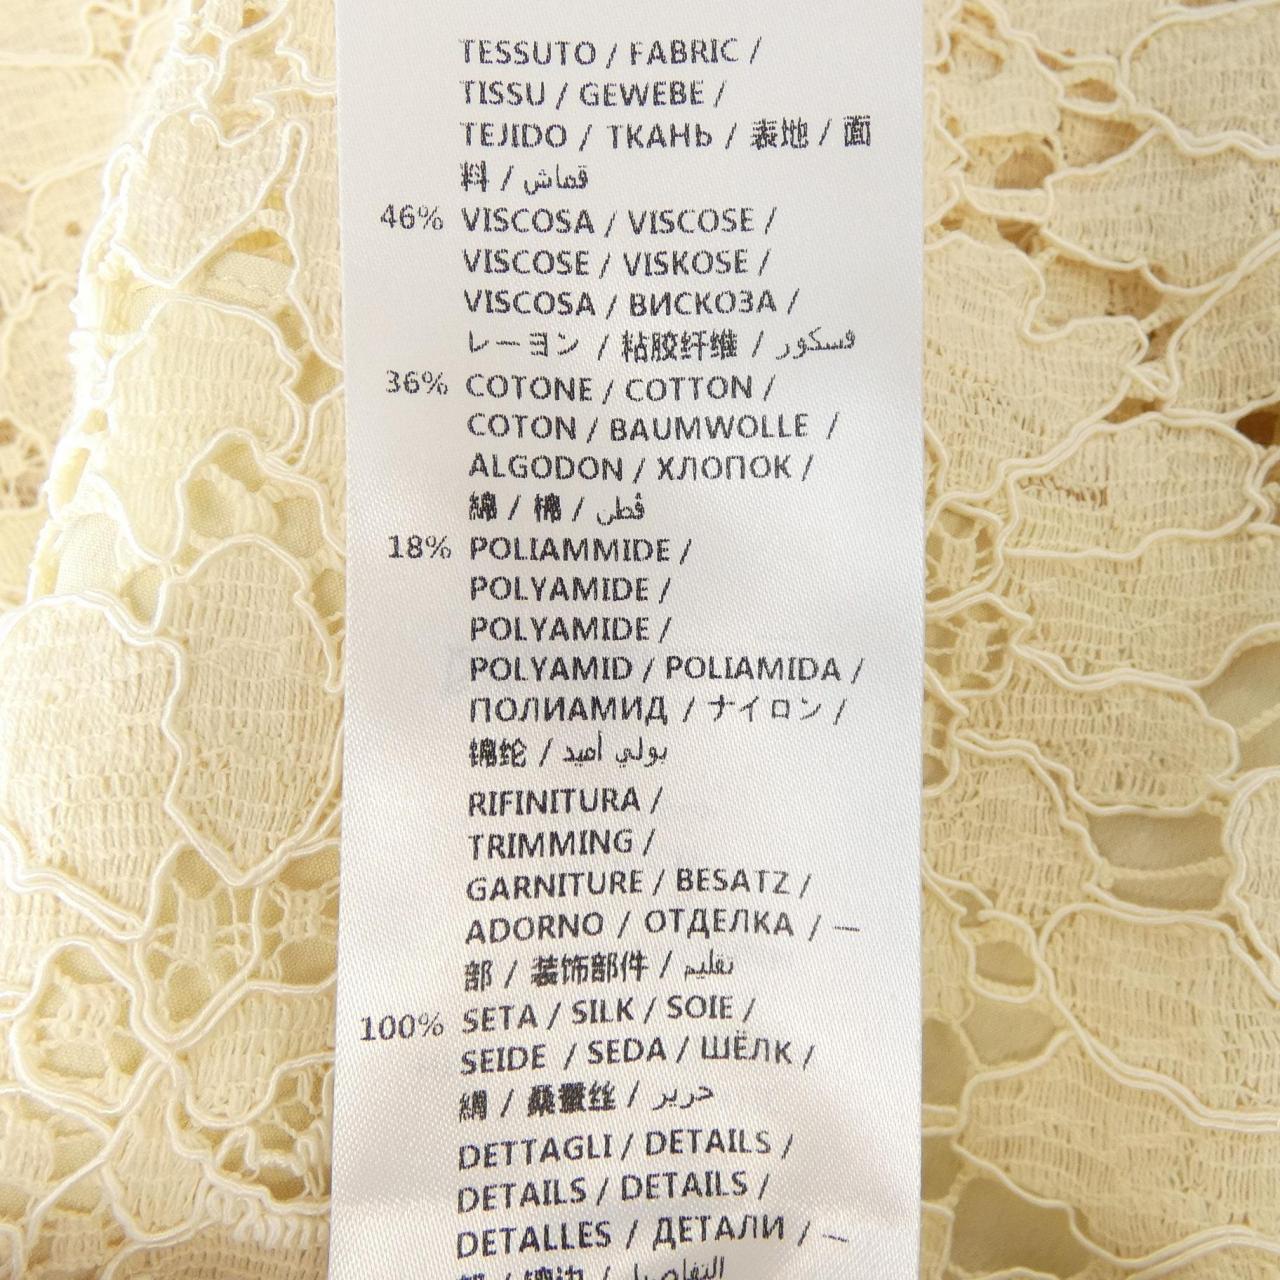 TESSUTO / FABRIC /
TISSU / GEWEBE /
TEJIDO / ТКАНЬ / 表地 / 面
料 / قماش
46% VISCOSA / VISCOSE /
VISCOSE / VISKOSE /
VISCOSA / ВИСКОЗА /
レーヨン / 粘胶纤维 / فسكور
36% COTONE / COTTON /
COTON / BAUMWOLLE /
ALGODON / ХЛОПОК /
綿 / 棉 / قطن
18% POLIAMMIDE /
POLYAMIDE /
POLYAMIDE /
POLYAMID / POLIAMIDA /
ПОЛИАМИД / ナイロン /
锦纶 / بولي أميد
RIFINITURA /
TRIMMING /
GARNITURE / BESATZ /
ADORNO / ОТДЕЛКА / 一
部 / 装饰部件 / تقليم
100% SETA / SILK / SOIE /
SEIDE / SEDA / ШЁЛК /
絹 / 桑蚕丝 / حرير
DETTAGLI / DETAILS /
DETAILS / DETAILS /
DETALLES / ДЕТАЛИ / 一
部 / / التفاصيل